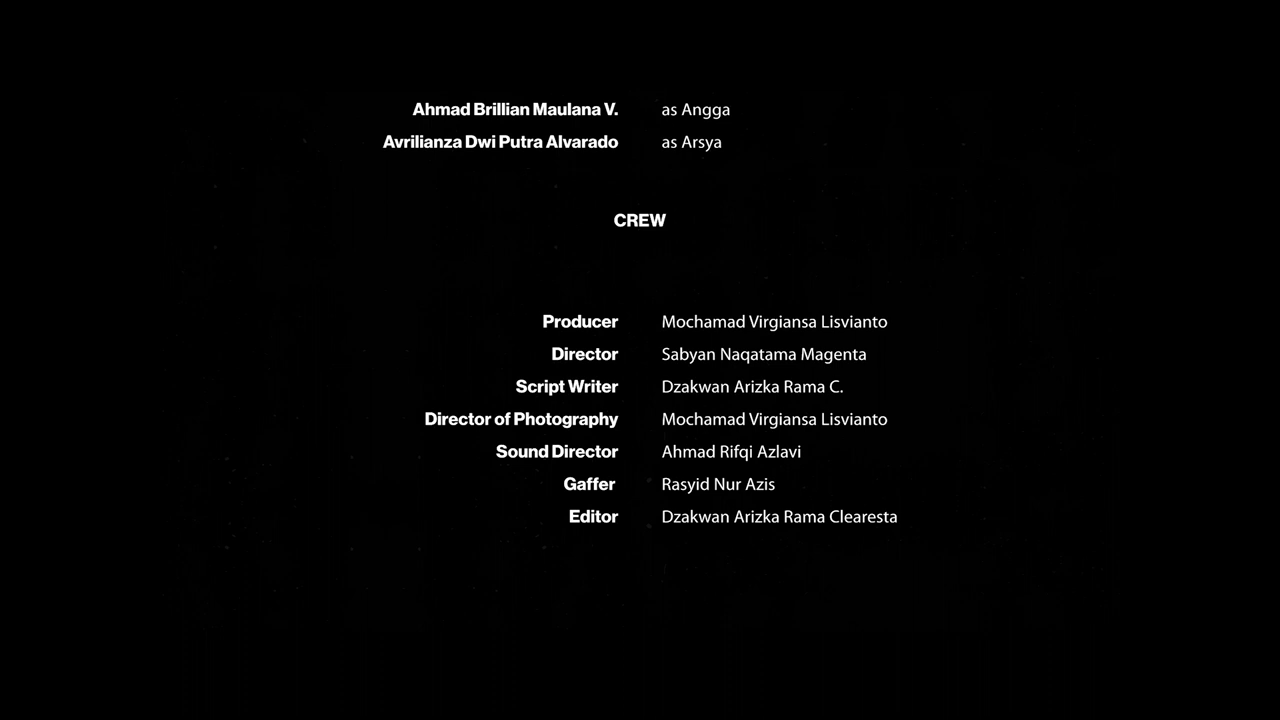 Ahmad Brillian Maulana V. as Angga
Avrilianza Dwi Putra Alvarado as Arsya
CREW
Producer Mochamad Virgiansa Lisvianto
Director Sabyan Naqatama Magenta
Script Writer Dzakwan Arizka Rama C.
Director of Photography Mochamad Virgiansa Lisvianto
Sound Director Ahmad Rifqi Azlavi
Gaffer Rasyid Nur Azis
Editor Dzakwan Arizka Rama Clearesta